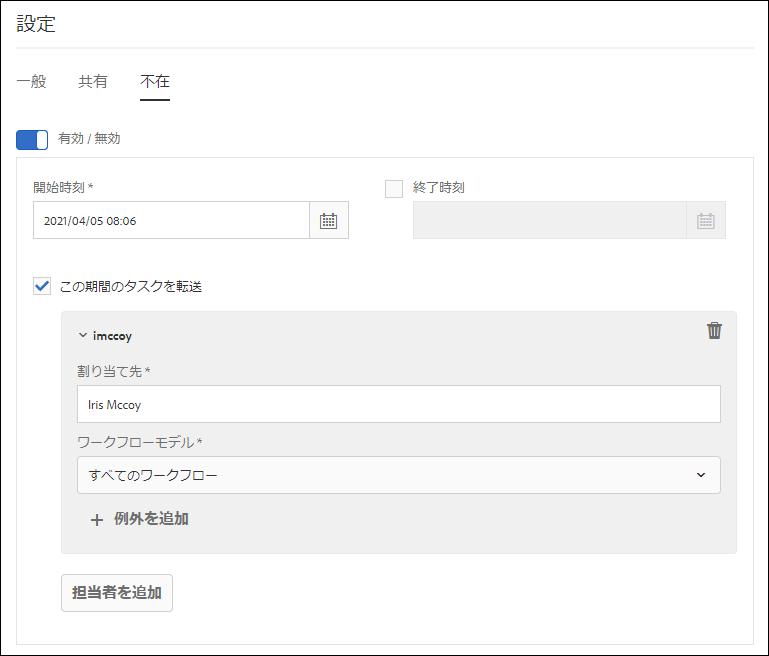 設定
一般 共有 不在
有効 / 無効
開始時刻 * 終了時刻
2021/04/05 08:06
この期間のタスクを転送
imccoy
割り当て先 *
Iris Mccoy
ワークフローモデル *
すべてのワークフロー
+ 例外を追加
担当者を追加